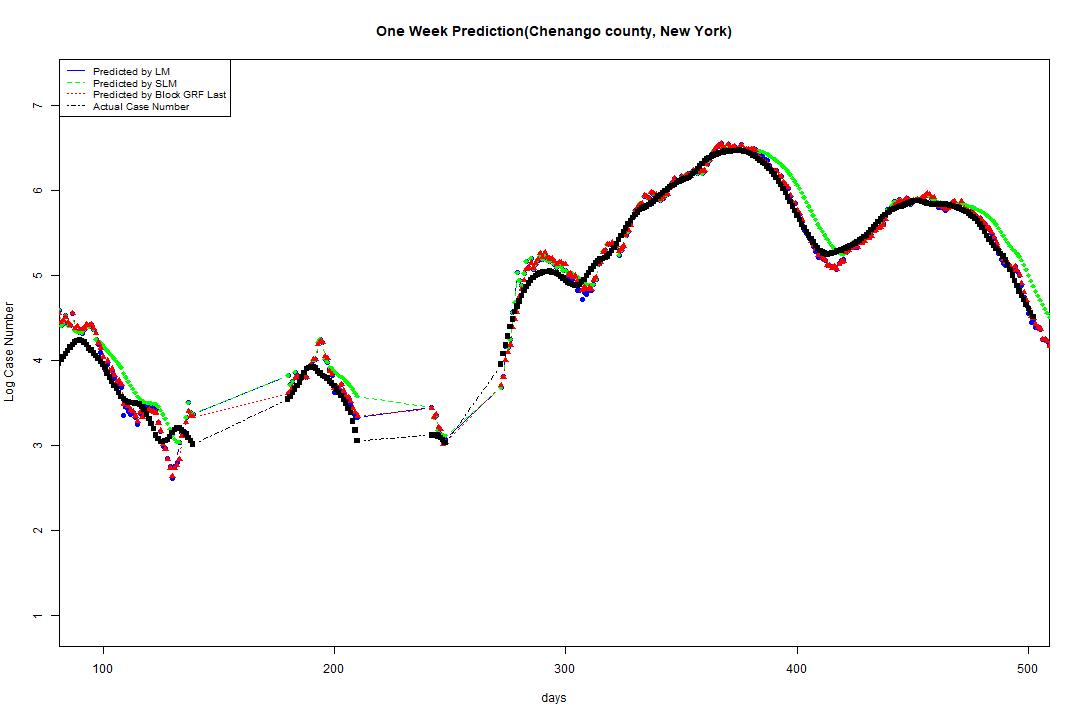 One Week Prediction(Chenango county, New York)
Predicted by LM
Predicted by SLM
Predicted by Block GRF Last
Actual Case Number
7
6
5
4
3
2
1
Log Case Number
100 200 300 400 500
days